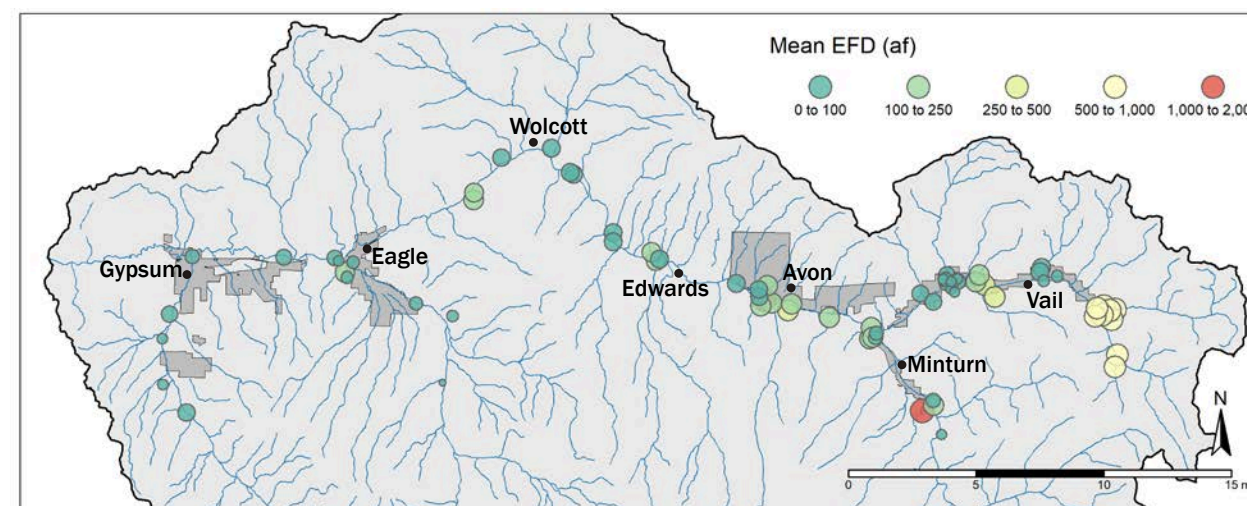 Mean EFD (af)
0 to 100
100 to 250
250 to 500
500 to 1,000
1,000 to 2,00
Wolcott
Eagle
Gypsum
Edwards
Avon
Vail
Minturn
N
0
5
10
15 m